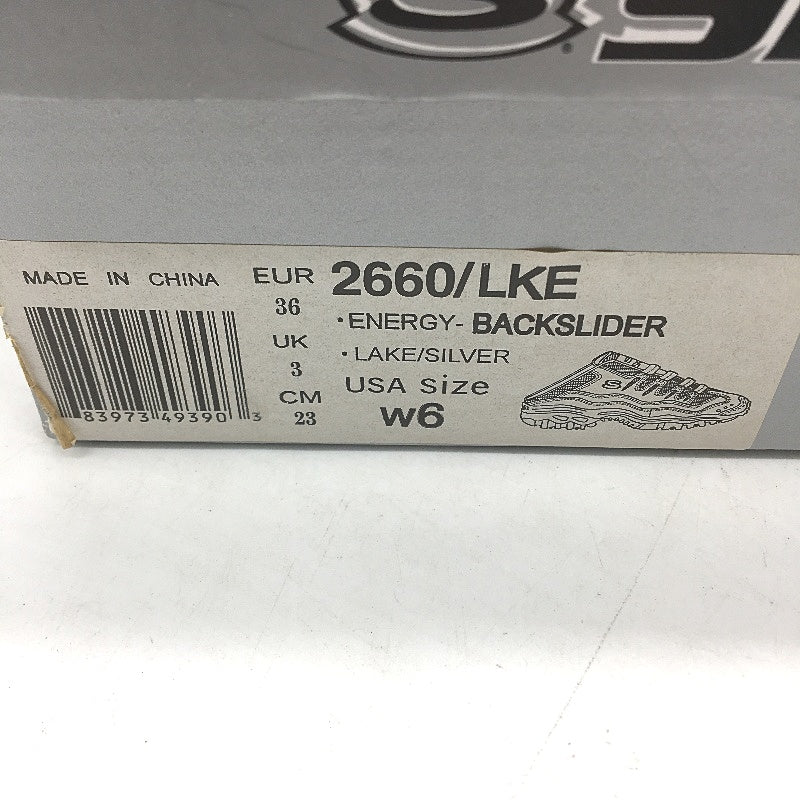 MADE IN CHINA
83973 49390 3
EUR
36
UK
3
CM
23
2660/LKE
•ENERGY- BACKSLIDER
•LAKE/SILVER
USA Size
W6
S